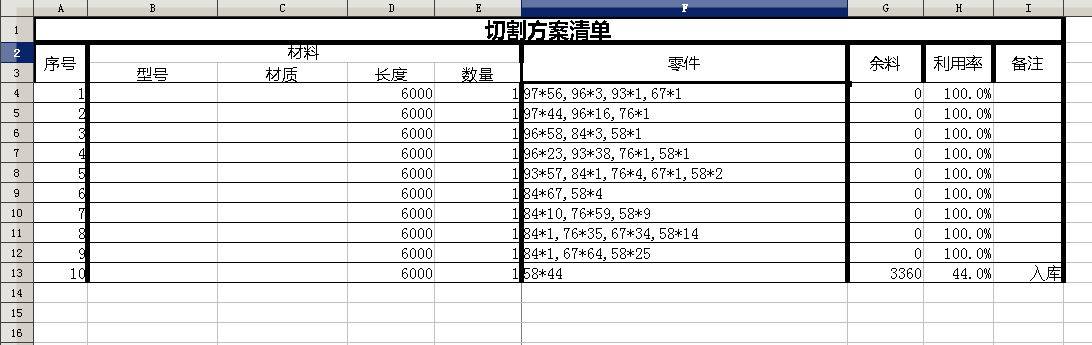 A B C D E F G H I
1 切割方案清单
2 序号 材料 零件 余料 利用率 备注
3 型号 材质 长度 数量
4 1 6000 1 97*56,96*3,93*1,67*1 0 100.0%
5 2 6000 1 97*44,96*16,76*1 0 100.0%
6 3 6000 1 96*58,84*3,58*1 0 100.0%
7 4 6000 1 96*23,93*38,76*1,58*1 0 100.0%
8 5 6000 1 93*57,84*1,76*4,67*1,58*2 0 100.0%
9 6 6000 1 84*67,58*4 0 100.0%
10 7 6000 1 84*10,76*59,58*9 0 100.0%
11 8 6000 1 84*1,76*35,67*34,58*14 0 100.0%
12 9 6000 1 84*1,67*64,58*25 0 100.0%
13 10 6000 1 58*44 3360 44.0% 入库
14
15
16